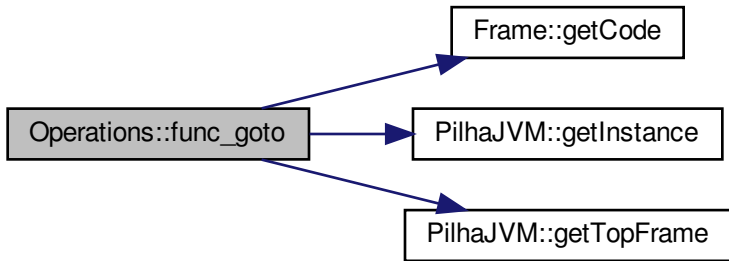 Frame::getCode
Operations::func_goto
PilhaJVM::getInstance
PilhaJVM::getTopFrame